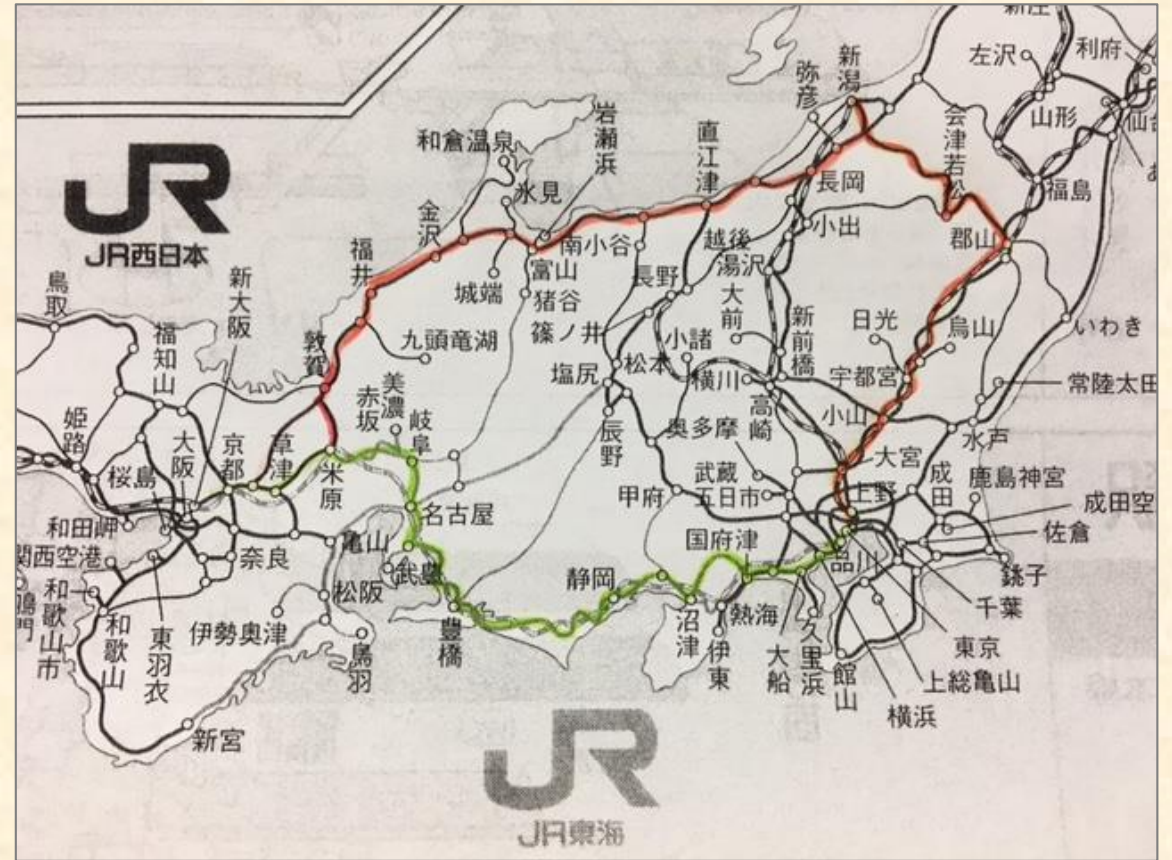 新庄
左沢
利府
新潟
弥彦
山形
仙台
会津若松
岩瀬浜
和倉温泉
直江津
氷見
長岡
福島
JR
JR西日本
金沢
南小谷
越後湯沢
小出
郡山
福井
富山
長野
新大阪
城端
猪谷
大前
鳥取
篠ノ井
新前橋
日光
烏山
いわき
福知山
敦賀
九頭竜湖
小諸
松本
塩尻
横川
宇都宮
常陸太田
美濃赤坂
岐阜
高崎
小山
姫路
大阪
京都
草津
辰野
奥多摩
水戸
大宮
桜島
米原
武蔵五日市
上野
成田
鹿島神宮
甲府
成田空
和田岬
名古屋
国府津
品川
佐倉
関西空港
奈良
亀山
武豊
静岡
銚子
鳴門
和歌山市
松阪
熱海
千葉
和歌山
東羽衣
伊勢奥津
鳥羽
豊橋
沼津
伊東
大船
久里浜
館山
東京
上総亀山
横浜
新宮
JR
JR東海